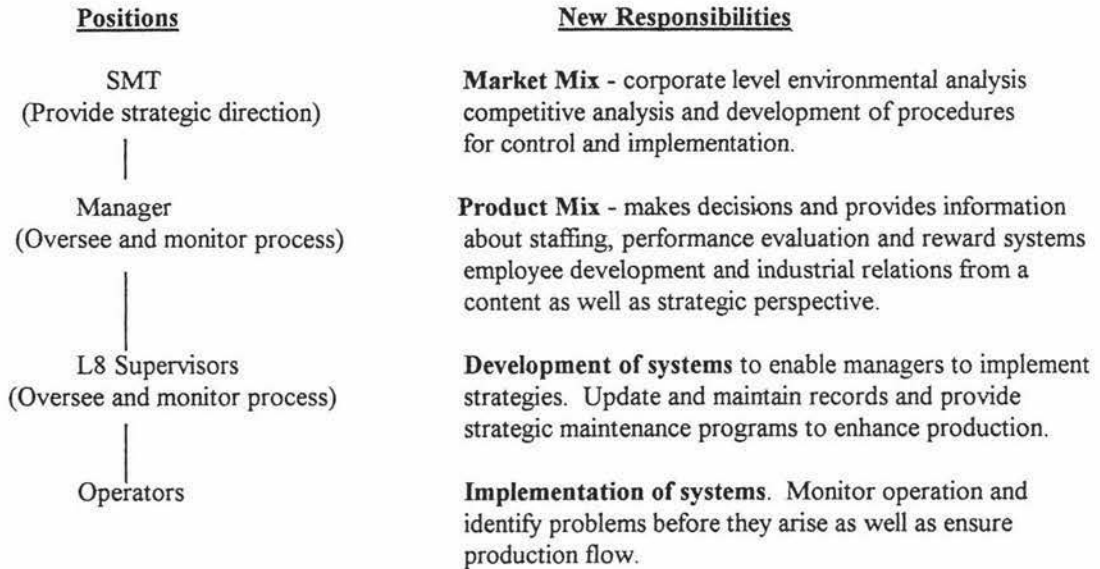 Positions
New Responsibilities
SMT
(Provide strategic direction)
Market Mix - corporate level environmental analysis
competitive analysis and development of procedures
for control and implementation.
Manager
(Oversee and monitor process)
Product Mix - makes decisions and provides information
about staffing, performance evaluation and reward systems
employee development and industrial relations from a
content as well as strategic perspective.
L8 Supervisors
(Oversee and monitor process)
Development of systems to enable managers to implement
strategies. Update and maintain records and provide
strategic maintenance programs to enhance production.
Operators
Implementation of systems. Monitor operation and
identify problems before they arise as well as ensure
production flow.